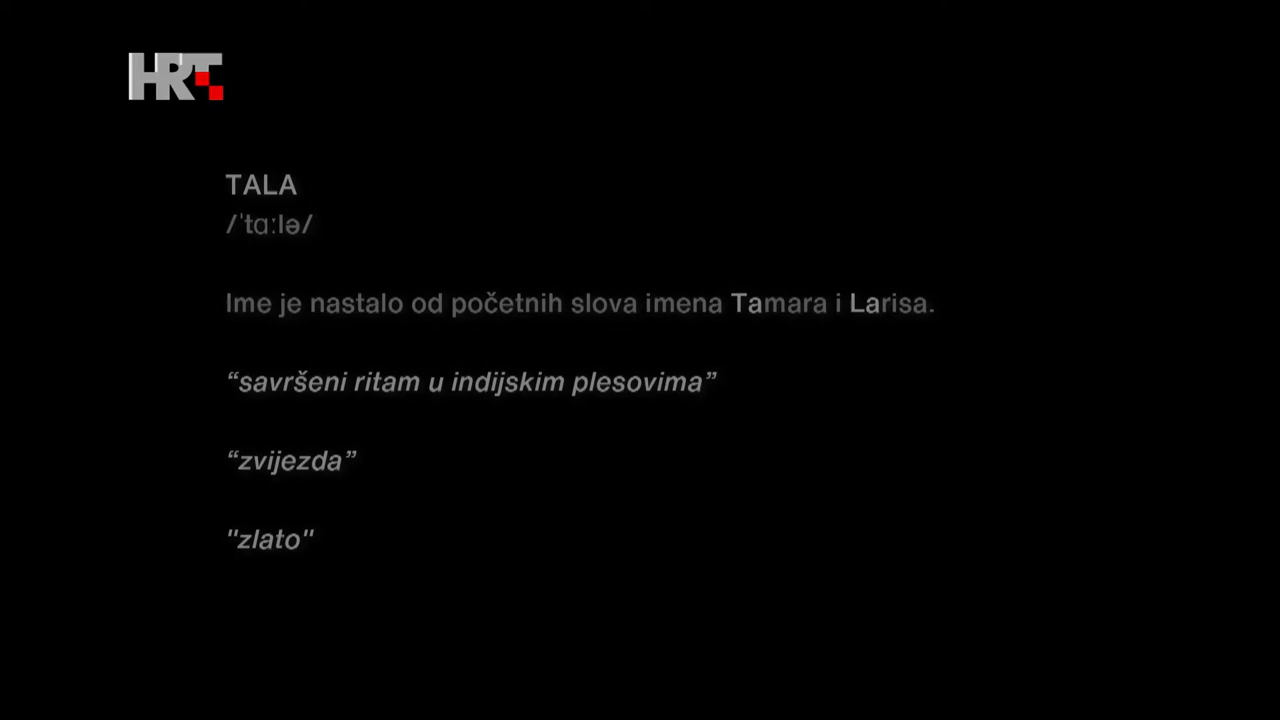 HRT
TALA
/ˈtɑːlə/
Ime je nastalo od početnih slova imena Tamara i Larisa.
“savršeni ritam u indijskim plesovima”
“zvijezda”
"zlato"